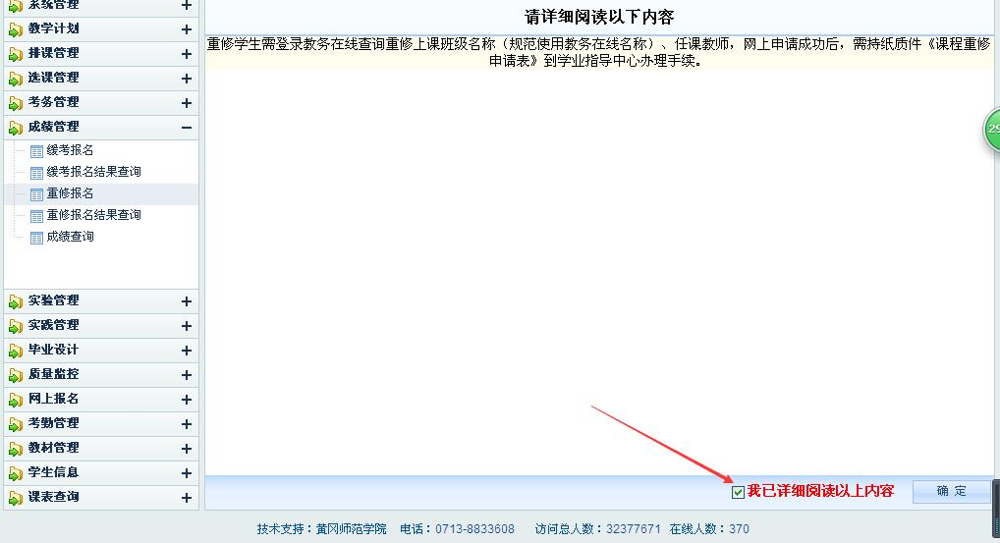 系统管理
教学计划
排课管理
选课管理
考务管理
成绩管理
缓考报名
缓考报名结果查询
重修报名
重修报名结果查询
成绩查询
实验管理
实践管理
毕业设计
质量监控
网上报名
考勤管理
教材管理
学生信息
课表查询
请详细阅读以下内容
重修学生需登录教务在线查询重修上课班级名称（规范使用教务在线名称）、任课教师，网上申请成功后，需持纸质件《课程重修
申请表》到学业指导中心办理手续。
29
我已详细阅读以上内容 确 定
技术支持：黄冈师范学院 电话：0713-8833608 访问总人数：32377671 在线人数：370